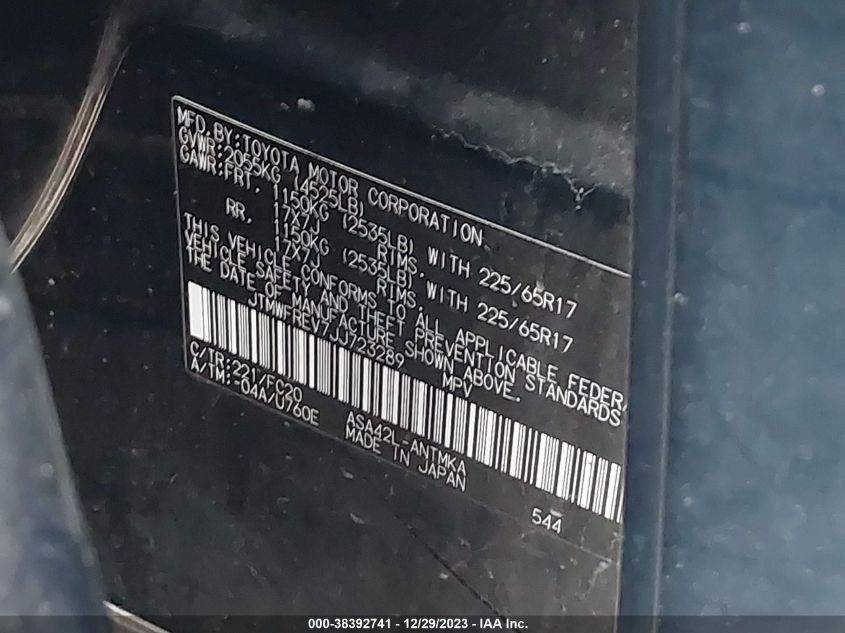 MFD.BY:TOYOTA MOTOR CORPORATION
GVWR:2055KG (4525LB)
GAWR:FRT. 1150KG (2535LB) WITH 225/65R17
17X7J RIMS,
RR. 1150KG (2535LB) WITH 225/65R17
17X7J RIMS
THIS VEHICLE CONFORMS TO ALL APPLICABLE FEDER
VEHICLE SAFETY AND THEFT PREVENTION STANDARDS
THE DATE OF MANUFACTURE SHOWN ABOVE.
JTMWFREV7JJ723289 MPV
C/TR:221/FC20
A/TM:-04A/U760E
ASA42L-ANTMKA
MADE IN JAPAN
544
000-38392741 - 12/29/2023 - IAA Inc.